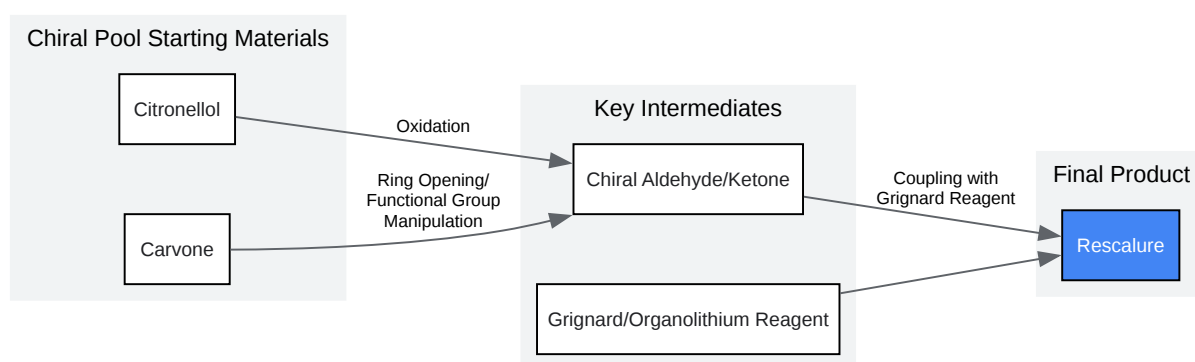 Chiral Pool Starting Materials
Citronellol
Carvone
Oxidation
Ring Opening/
Functional Group
Manipulation
Key Intermediates
Chiral Aldehyde/Ketone
Grignard/Organolithium Reagent
Coupling with
Grignard Reagent
Final Product
Rescalure